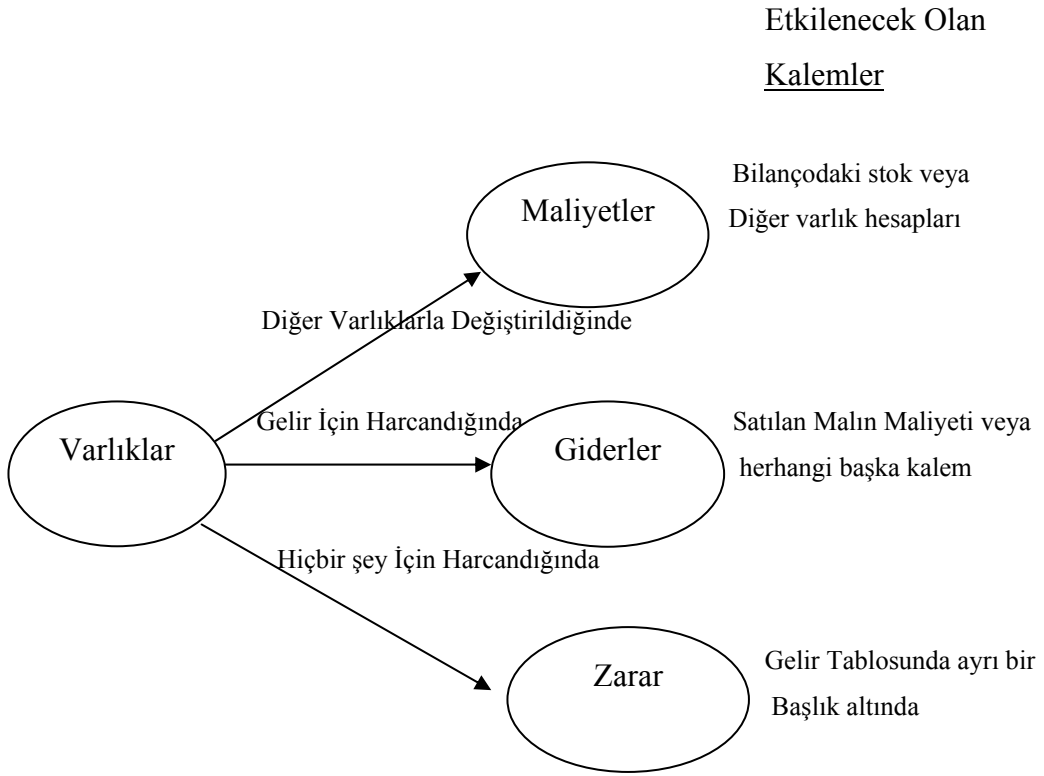 Etkilenecek Olan
Kalemler
Bilançodaki stok veya
Maliyetler
Diğer varlık hesapları
Diğer Varlıklarla Değiştirildiğinde
Gelir İçin Harcandığında
Satılan Malın Maliyeti veya
Varlıklar
Giderler
herhangi başka kalem
Hiçbir şey İçin Harcandığında
Gelir Tablosunda ayrı bir
Zarar
Başlık altında